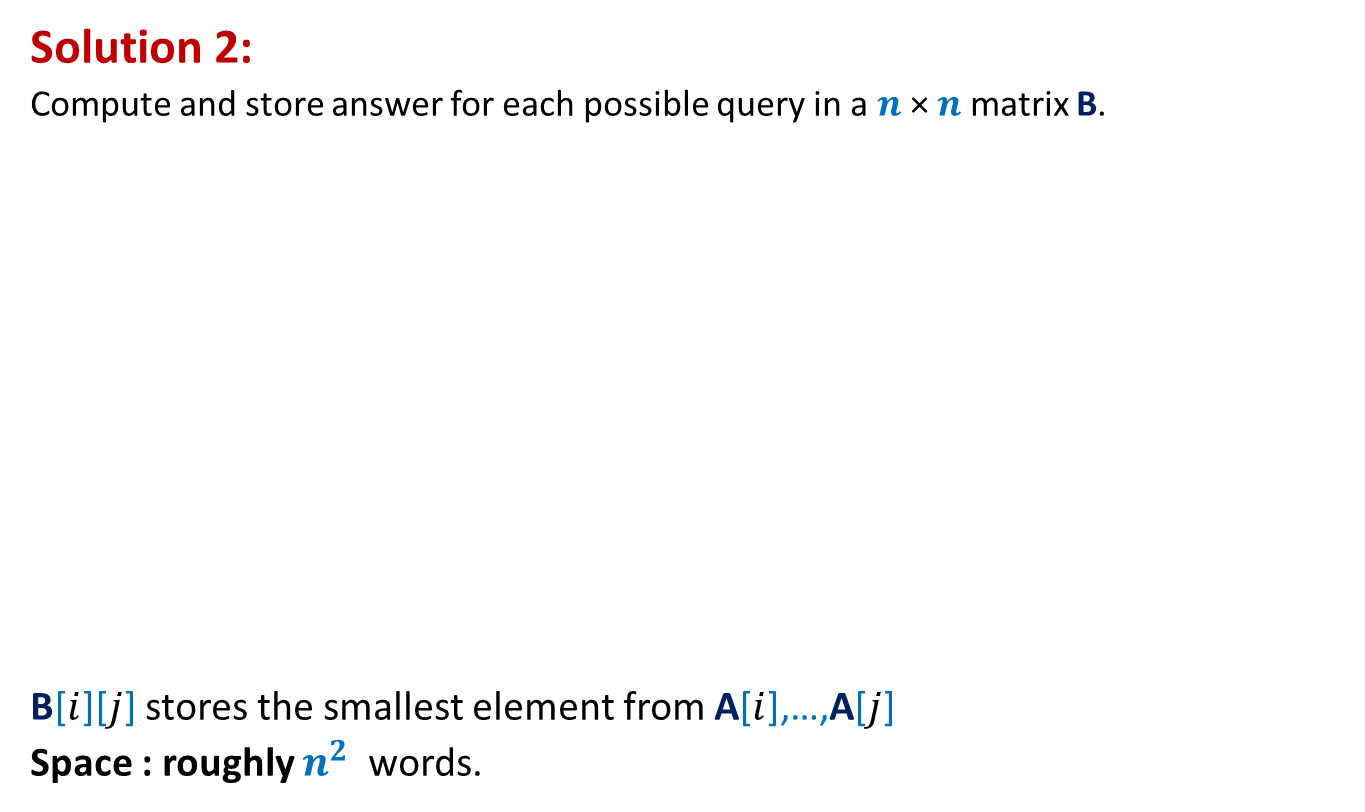 Solution 2:
Compute and store answer for each possible query in a n × n matrix B.
B[i][j] stores the smallest element from A[i],…,A[j]
Space : roughly n² words.